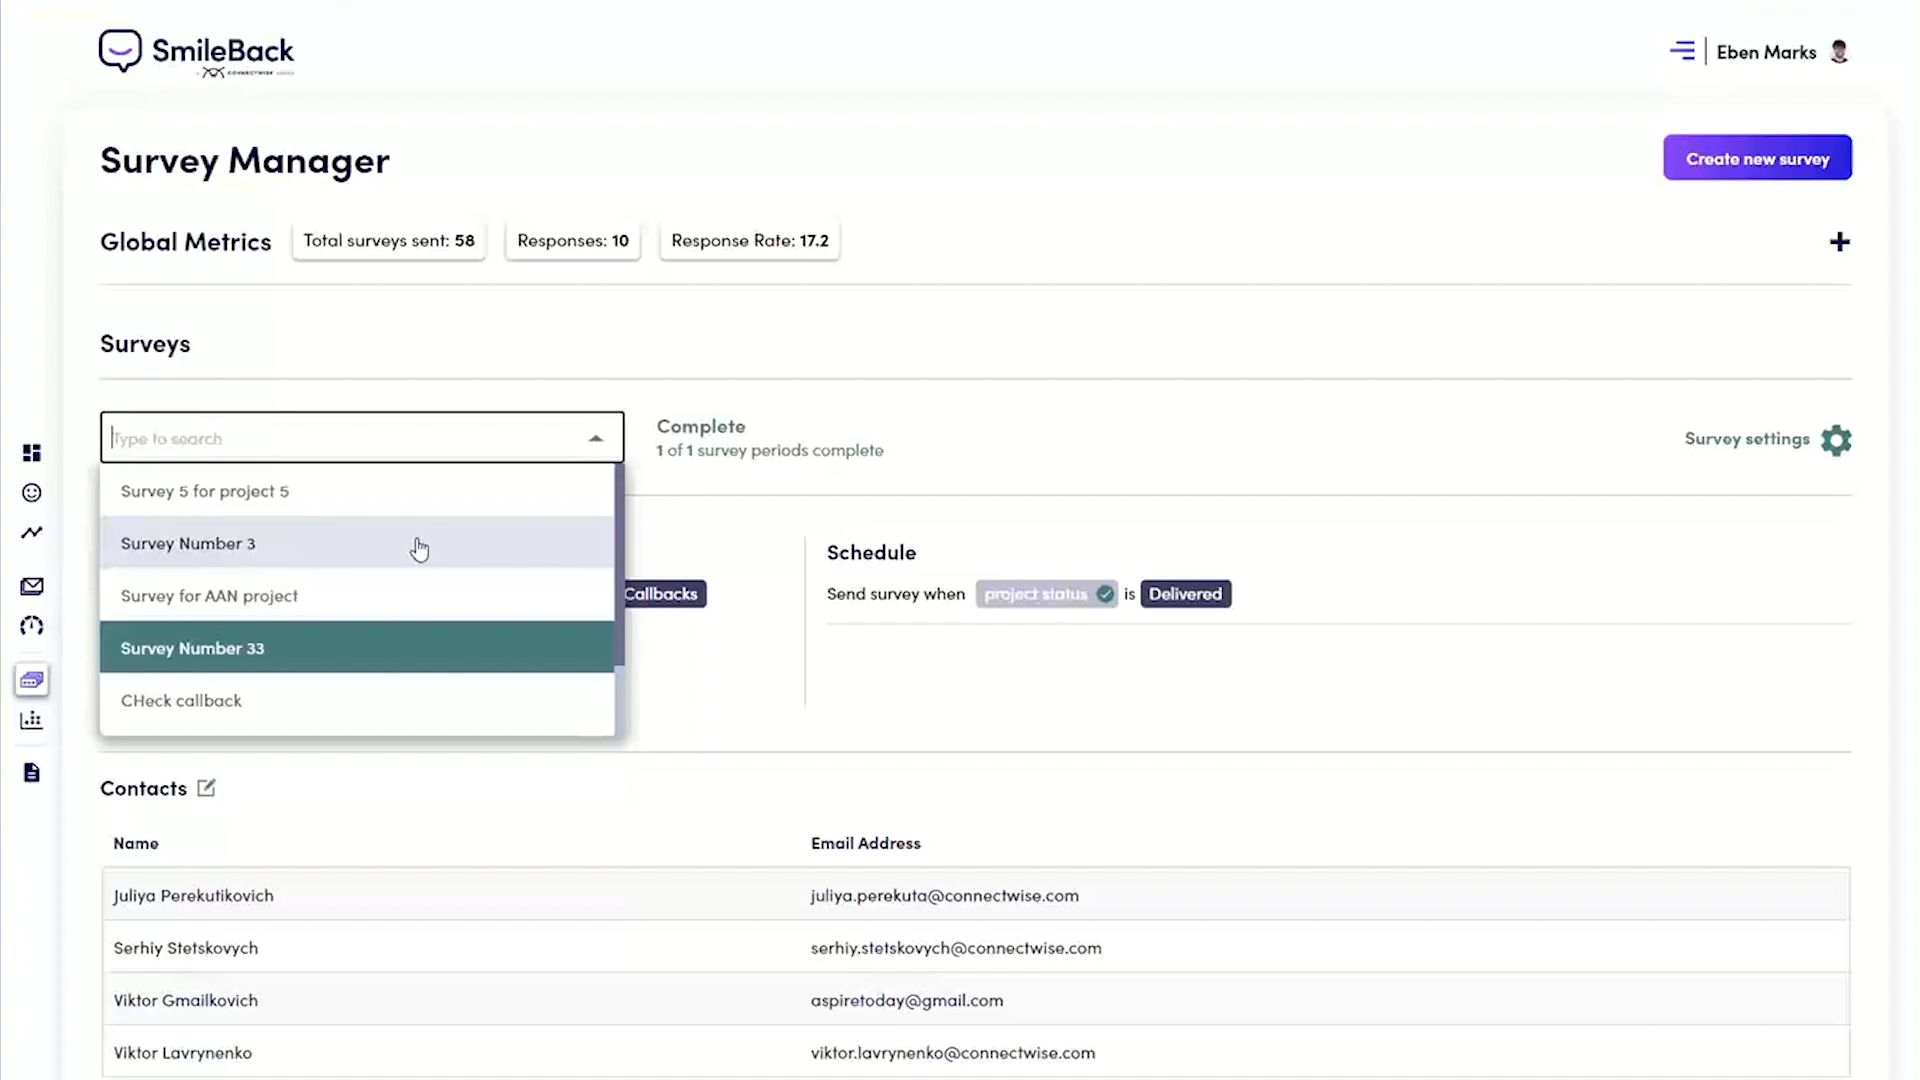 SmileBack
CONNECTWISE
Eben Marks
Survey Manager
Create new survey
Global Metrics
Total surveys sent: 58
Responses: 10
Response Rate: 17.2
Surveys
Type to search
Complete
1 of 1 survey periods complete
Survey settings
Survey 5 for project 5
Survey Number 3
Survey for AAN project
Survey Number 33
CHeck callback
Callbacks
Schedule
Send survey when project status is Delivered
Contacts
Name Email Address
Juliya Perekutikovich juliya.perekuta@connectwise.com
Serhiy Stetskovych serhiy.stetskovych@connectwise.com
Viktor Gmailkovich aspiretoday@gmail.com
Viktor Lavrynenko viktor.lavrynenko@connectwise.com